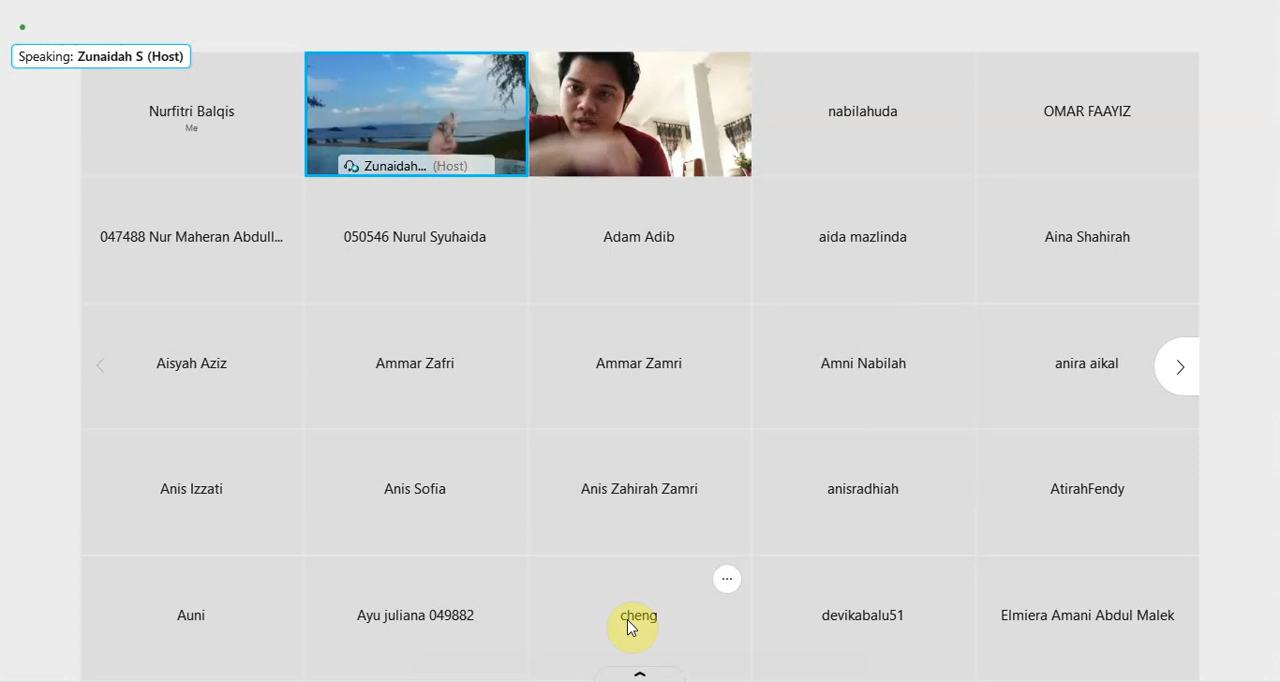 Speaking: Zunaidah S (Host)
Nurfitri Balqis
Me
Zunaidah... (Host)
nabilahuda
OMAR FAAYIZ
047488 Nur Maheran Abdull...
050546 Nurul Syuhaida
Adam Adib
aida mazlinda
Aina Shahirah
Aisyah Aziz
Ammar Zafri
Ammar Zamri
Amni Nabilah
anira aikal
Anis Izzati
Anis Sofia
Anis Zahirah Zamri
anisradhiah
AtirahFendy
Auni
Ayu juliana 049882
cheng
devikabalu51
Elmiera Amani Abdul Malek